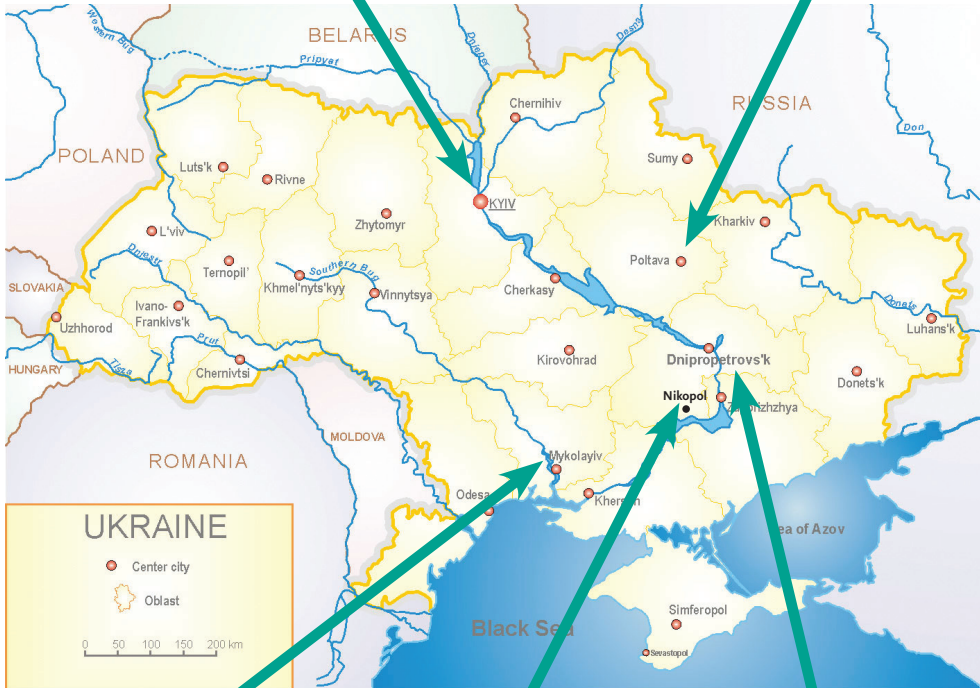 Western Bug
BELARUS
Dnieper
Desna
Pripyat
Chernihiv
RUSSIA
Don
POLAND
Luts'k
Rivne
Sumy
KYIV
Zhytomyr
Kharkiv
L'viv
Dniestr
Ternopil'
Khmel'nyts'kyy
Southern Bug
Vinnytsya
Cherkasy
Poltava
SLOVAKIA
Uzhhorod
Ivano-
Frankivs'k
Donets
Luhans'k
HUNGARY
Tisza
Prut
Chernivtsi
Kirovohrad
Dnipropetrovs'k
Donets'k
Nikopol
MOLDOVA
ROMANIA
Mykolayiv
Odesa
Sea of Azov
UKRAINE
Center city
Oblast
0 50 100 150 200 km
Black Sea
Simferopol
Sevastopol